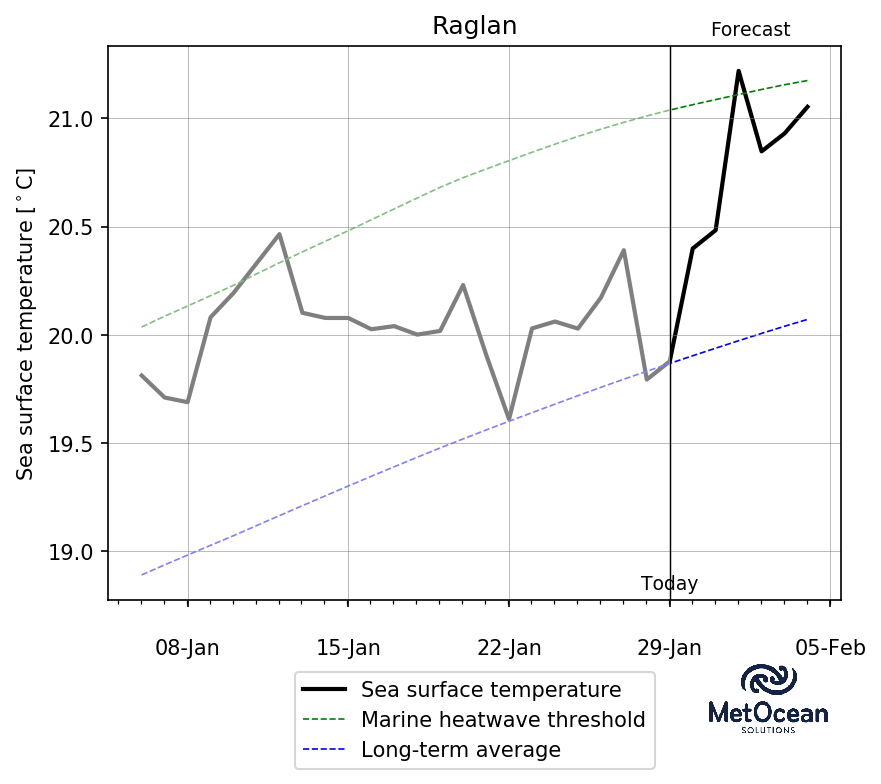 Raglan
Forecast
Sea surface temperature [°C]
21.0
20.5
20.0
19.5
19.0
Today
08-Jan
15-Jan
22-Jan
29-Jan
05-Feb
Sea surface temperature
Marine heatwave threshold
Long-term average
MetOcean
SOLUTIONS